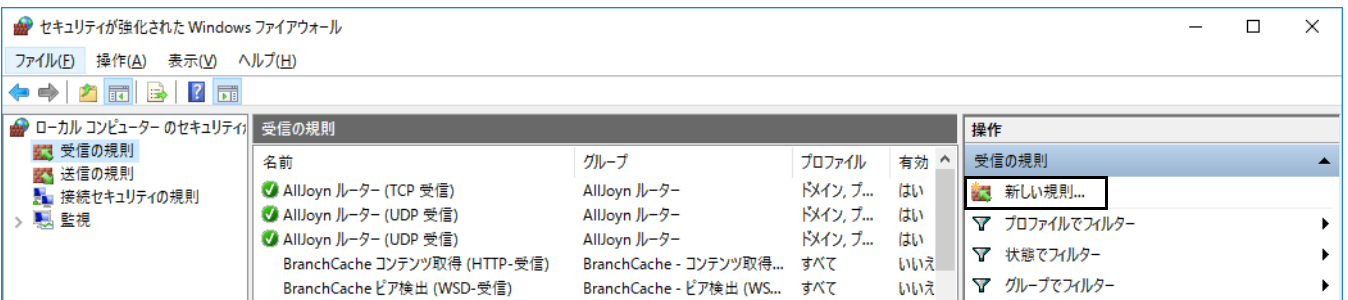 セキュリティが強化された Windows ファイアウォール
ファイル(F) 操作(A) 表示(V) ヘルプ(H)
ローカル コンピューター のセキュリティ
受信の規則
送信の規則
接続セキュリティの規則
監視
受信の規則
名前 グループ プロファイル 有効
AllJoyn ルーター (TCP 受信) AllJoyn ルーター ドメイン, プ... はい
AllJoyn ルーター (UDP 受信) AllJoyn ルーター ドメイン, プ... はい
AllJoyn ルーター (UDP 受信) AllJoyn ルーター ドメイン, プ... はい
BranchCache コンテンツ取得 (HTTP-受信) BranchCache - コンテンツ取得... すべて いいえ
BranchCache ピア検出 (WSD-受信) BranchCache - ピア検出 (WS... すべて いいえ
操作
受信の規則
新しい規則...
プロファイルでフィルター
状態でフィルター
グループでフィルター